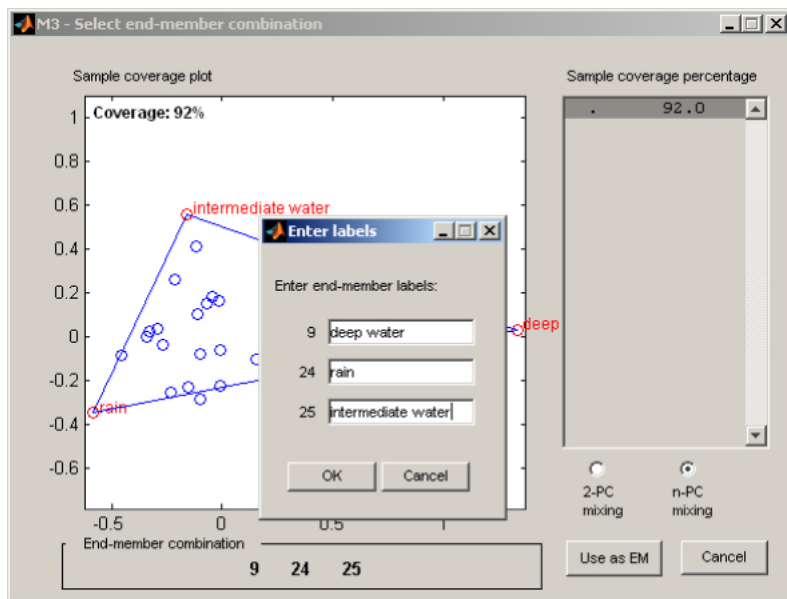 M3 - Select end-member combination
Sample coverage plot
Sample coverage percentage
Coverage: 92%
. 92.0
1
0.8
0.6
0.4
0.2
0
-0.2
-0.4
-0.6
-0.5 0 0.5 1
intermediate water
deep
rain
Enter labels
Enter end-member labels:
9 deep water
24 rain
25 intermediate water
OK Cancel
2-PC mixing
n-PC mixing
End-member combination
9 24 25
Use as EM Cancel